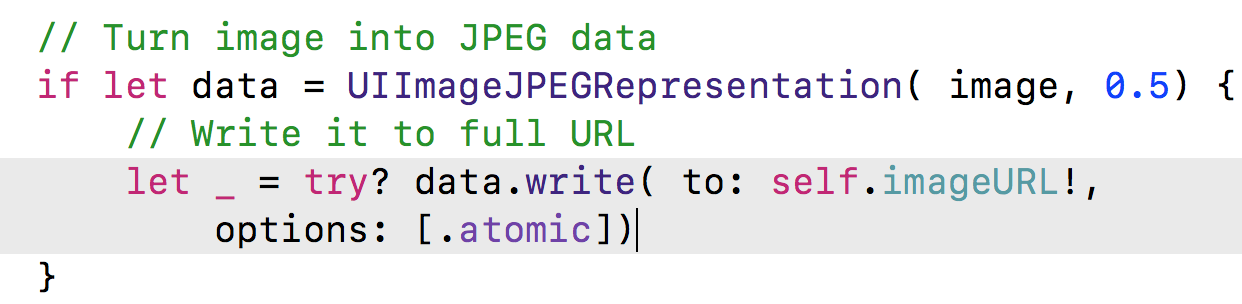 // Turn image into JPEG data
if let data = UIImageJPEGRepresentation( image, 0.5) {
// Write it to full URL
let _ = try? data.write( to: self.imageURL!,
options: [.atomic])
}